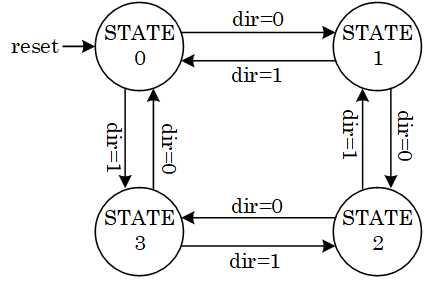 dir=0
STATE
0
STATE
1
reset
dir=1
dir=1
dir=0
dir=1
dir=0
STATE
3
dir=0
STATE
2
dir=1